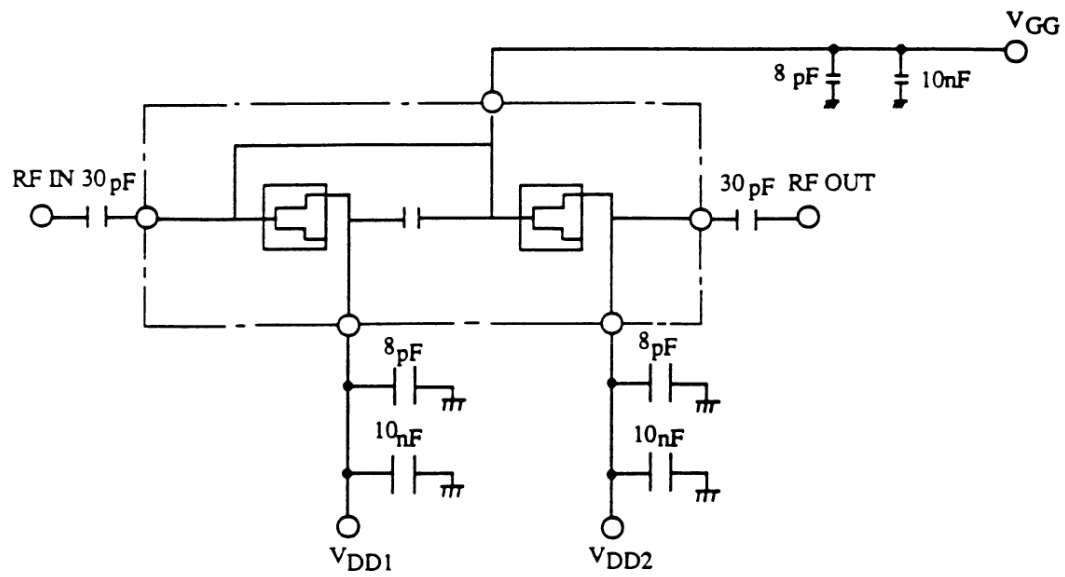 VGG
8 pF
10nF
RF IN 30 pF
30 pF RF OUT
8pF
8pF
10nF
10nF
VDD1
VDD2